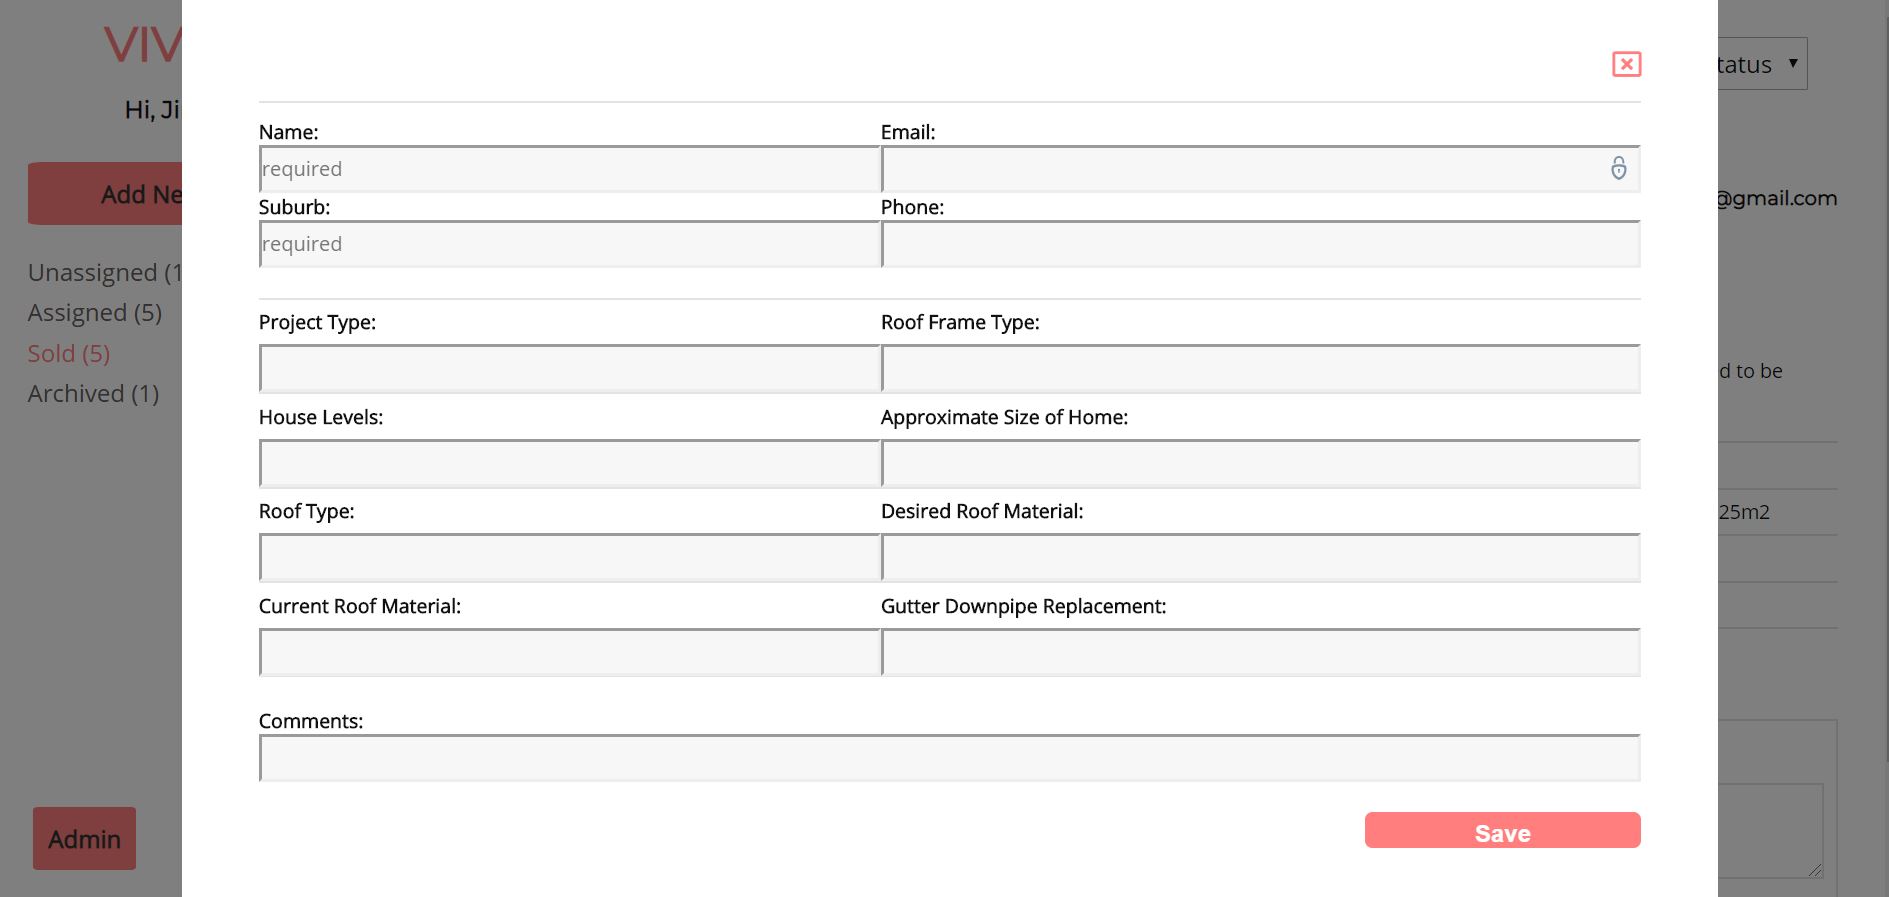 VIV
Hi, Ji
Add Ne
Unassigned (1
Assigned (5)
Sold (5)
Archived (1)
Admin
Name:
Email:
required
Suburb:
Phone:
required
Project Type:
Roof Frame Type:
House Levels:
Approximate Size of Home:
Roof Type:
Desired Roof Material:
Current Roof Material:
Gutter Downpipe Replacement:
Comments:
Save
tatus
@gmail.com
d to be
25m2